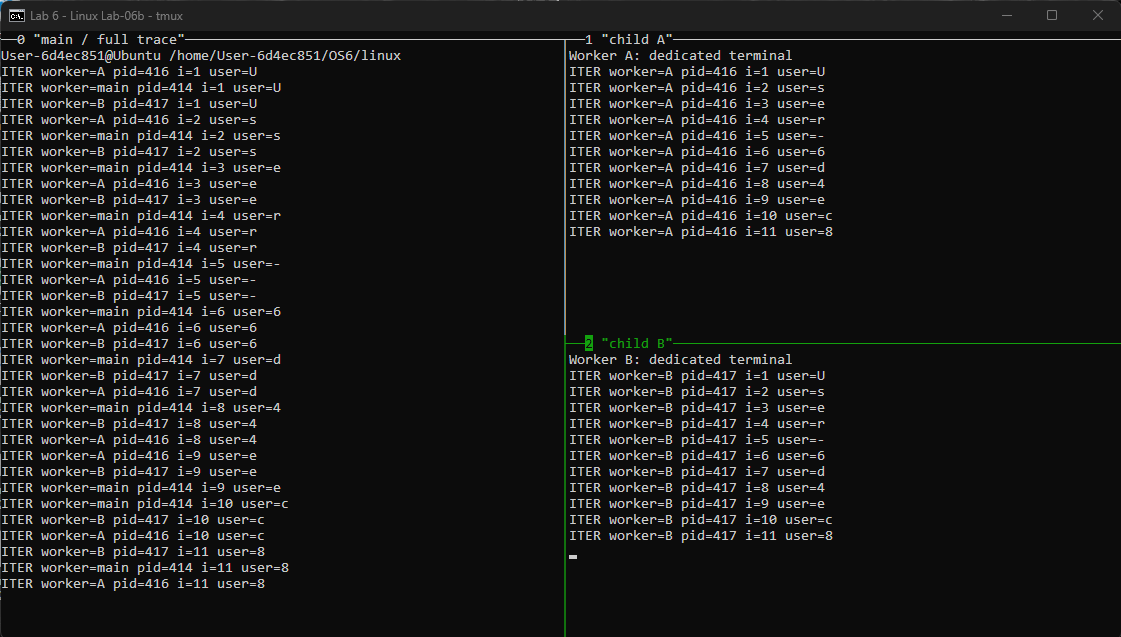 Lab 6 - Linux Lab-06b - tmux
0 "main / full trace"
User-6d4ec851@Ubuntu /home/User-6d4ec851/OS6/linux
ITER worker=A pid=416 i=1 user=U
ITER worker=main pid=414 i=1 user=U
ITER worker=B pid=417 i=1 user=U
ITER worker=A pid=416 i=2 user=s
ITER worker=main pid=414 i=2 user=s
ITER worker=B pid=417 i=2 user=s
ITER worker=main pid=414 i=3 user=e
ITER worker=A pid=416 i=3 user=e
ITER worker=B pid=417 i=3 user=e
ITER worker=main pid=414 i=4 user=r
ITER worker=A pid=416 i=4 user=r
ITER worker=B pid=417 i=4 user=r
ITER worker=main pid=414 i=5 user=-
ITER worker=A pid=416 i=5 user=-
ITER worker=B pid=417 i=5 user=-
ITER worker=main pid=414 i=6 user=6
ITER worker=A pid=416 i=6 user=6
ITER worker=B pid=417 i=6 user=6
ITER worker=main pid=414 i=7 user=d
ITER worker=B pid=417 i=7 user=d
ITER worker=A pid=416 i=7 user=d
ITER worker=main pid=414 i=8 user=4
ITER worker=B pid=417 i=8 user=4
ITER worker=A pid=416 i=8 user=4
ITER worker=A pid=416 i=9 user=e
ITER worker=B pid=417 i=9 user=e
ITER worker=main pid=414 i=9 user=e
ITER worker=main pid=414 i=10 user=c
ITER worker=B pid=417 i=10 user=c
ITER worker=A pid=416 i=10 user=c
ITER worker=B pid=417 i=11 user=8
ITER worker=main pid=414 i=11 user=8
ITER worker=A pid=416 i=11 user=8
1 "child A"
Worker A: dedicated terminal
ITER worker=A pid=416 i=1 user=U
ITER worker=A pid=416 i=2 user=s
ITER worker=A pid=416 i=3 user=e
ITER worker=A pid=416 i=4 user=r
ITER worker=A pid=416 i=5 user=-
ITER worker=A pid=416 i=6 user=6
ITER worker=A pid=416 i=7 user=d
ITER worker=A pid=416 i=8 user=4
ITER worker=A pid=416 i=9 user=e
ITER worker=A pid=416 i=10 user=c
ITER worker=A pid=416 i=11 user=8
2 "child B"
Worker B: dedicated terminal
ITER worker=B pid=417 i=1 user=U
ITER worker=B pid=417 i=2 user=s
ITER worker=B pid=417 i=3 user=e
ITER worker=B pid=417 i=4 user=r
ITER worker=B pid=417 i=5 user=-
ITER worker=B pid=417 i=6 user=6
ITER worker=B pid=417 i=7 user=d
ITER worker=B pid=417 i=8 user=4
ITER worker=B pid=417 i=9 user=e
ITER worker=B pid=417 i=10 user=c
ITER worker=B pid=417 i=11 user=8